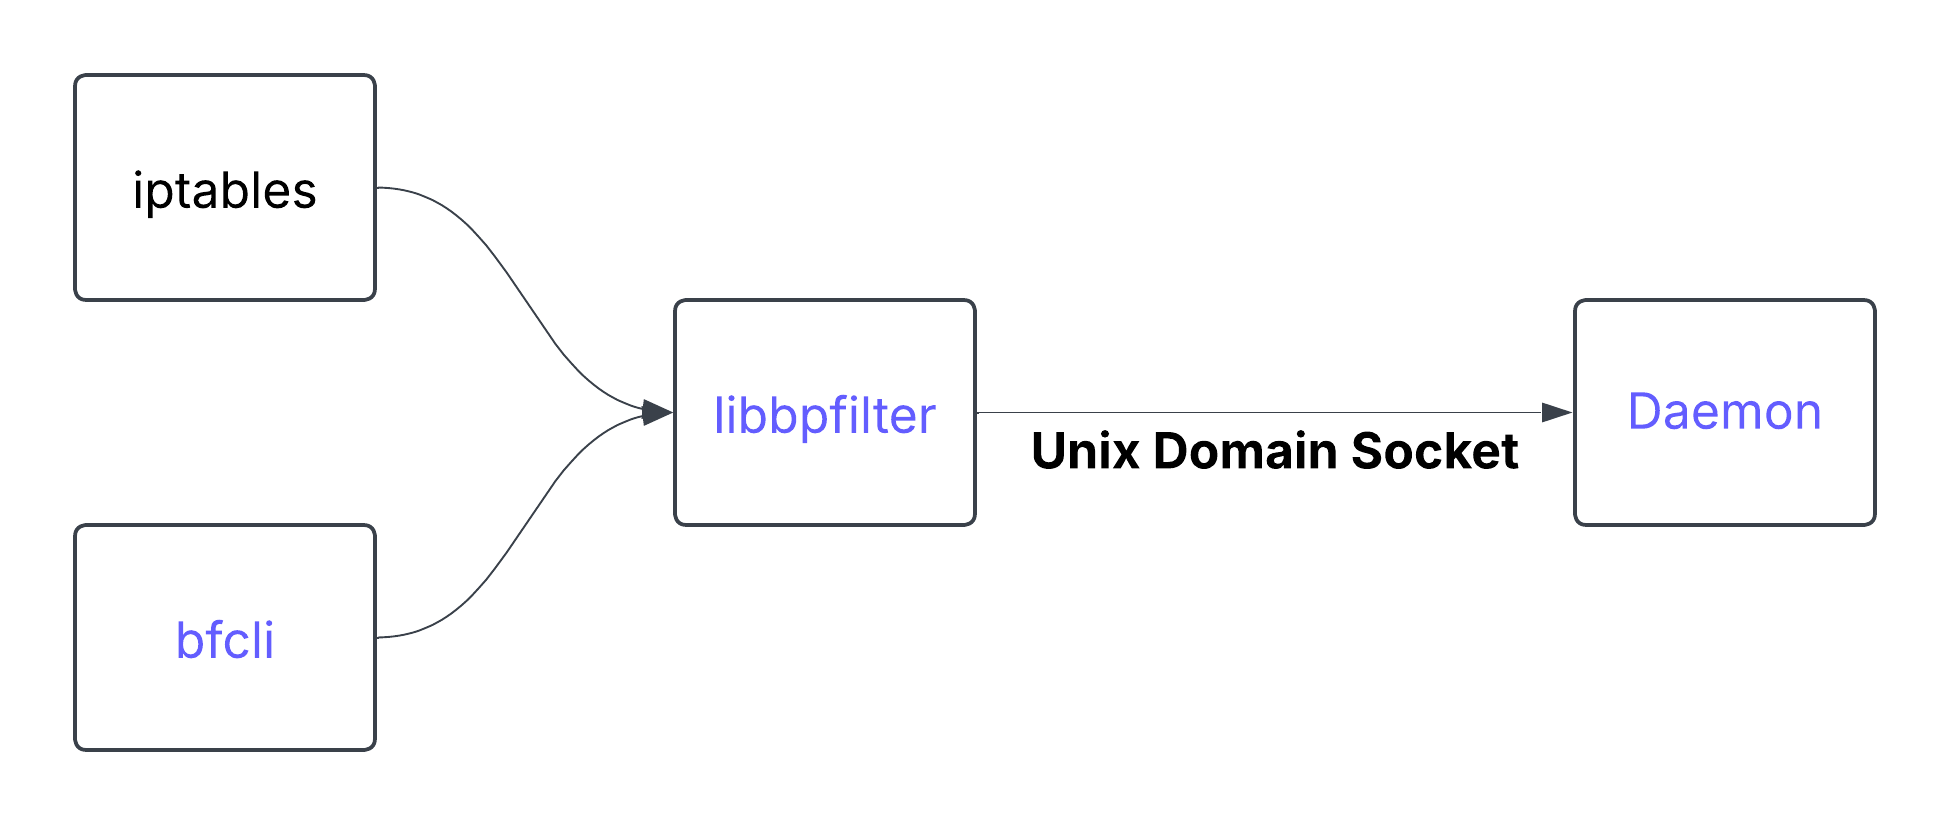 iptables
libbpfilter
Daemon
Unix Domain Socket
bfcli